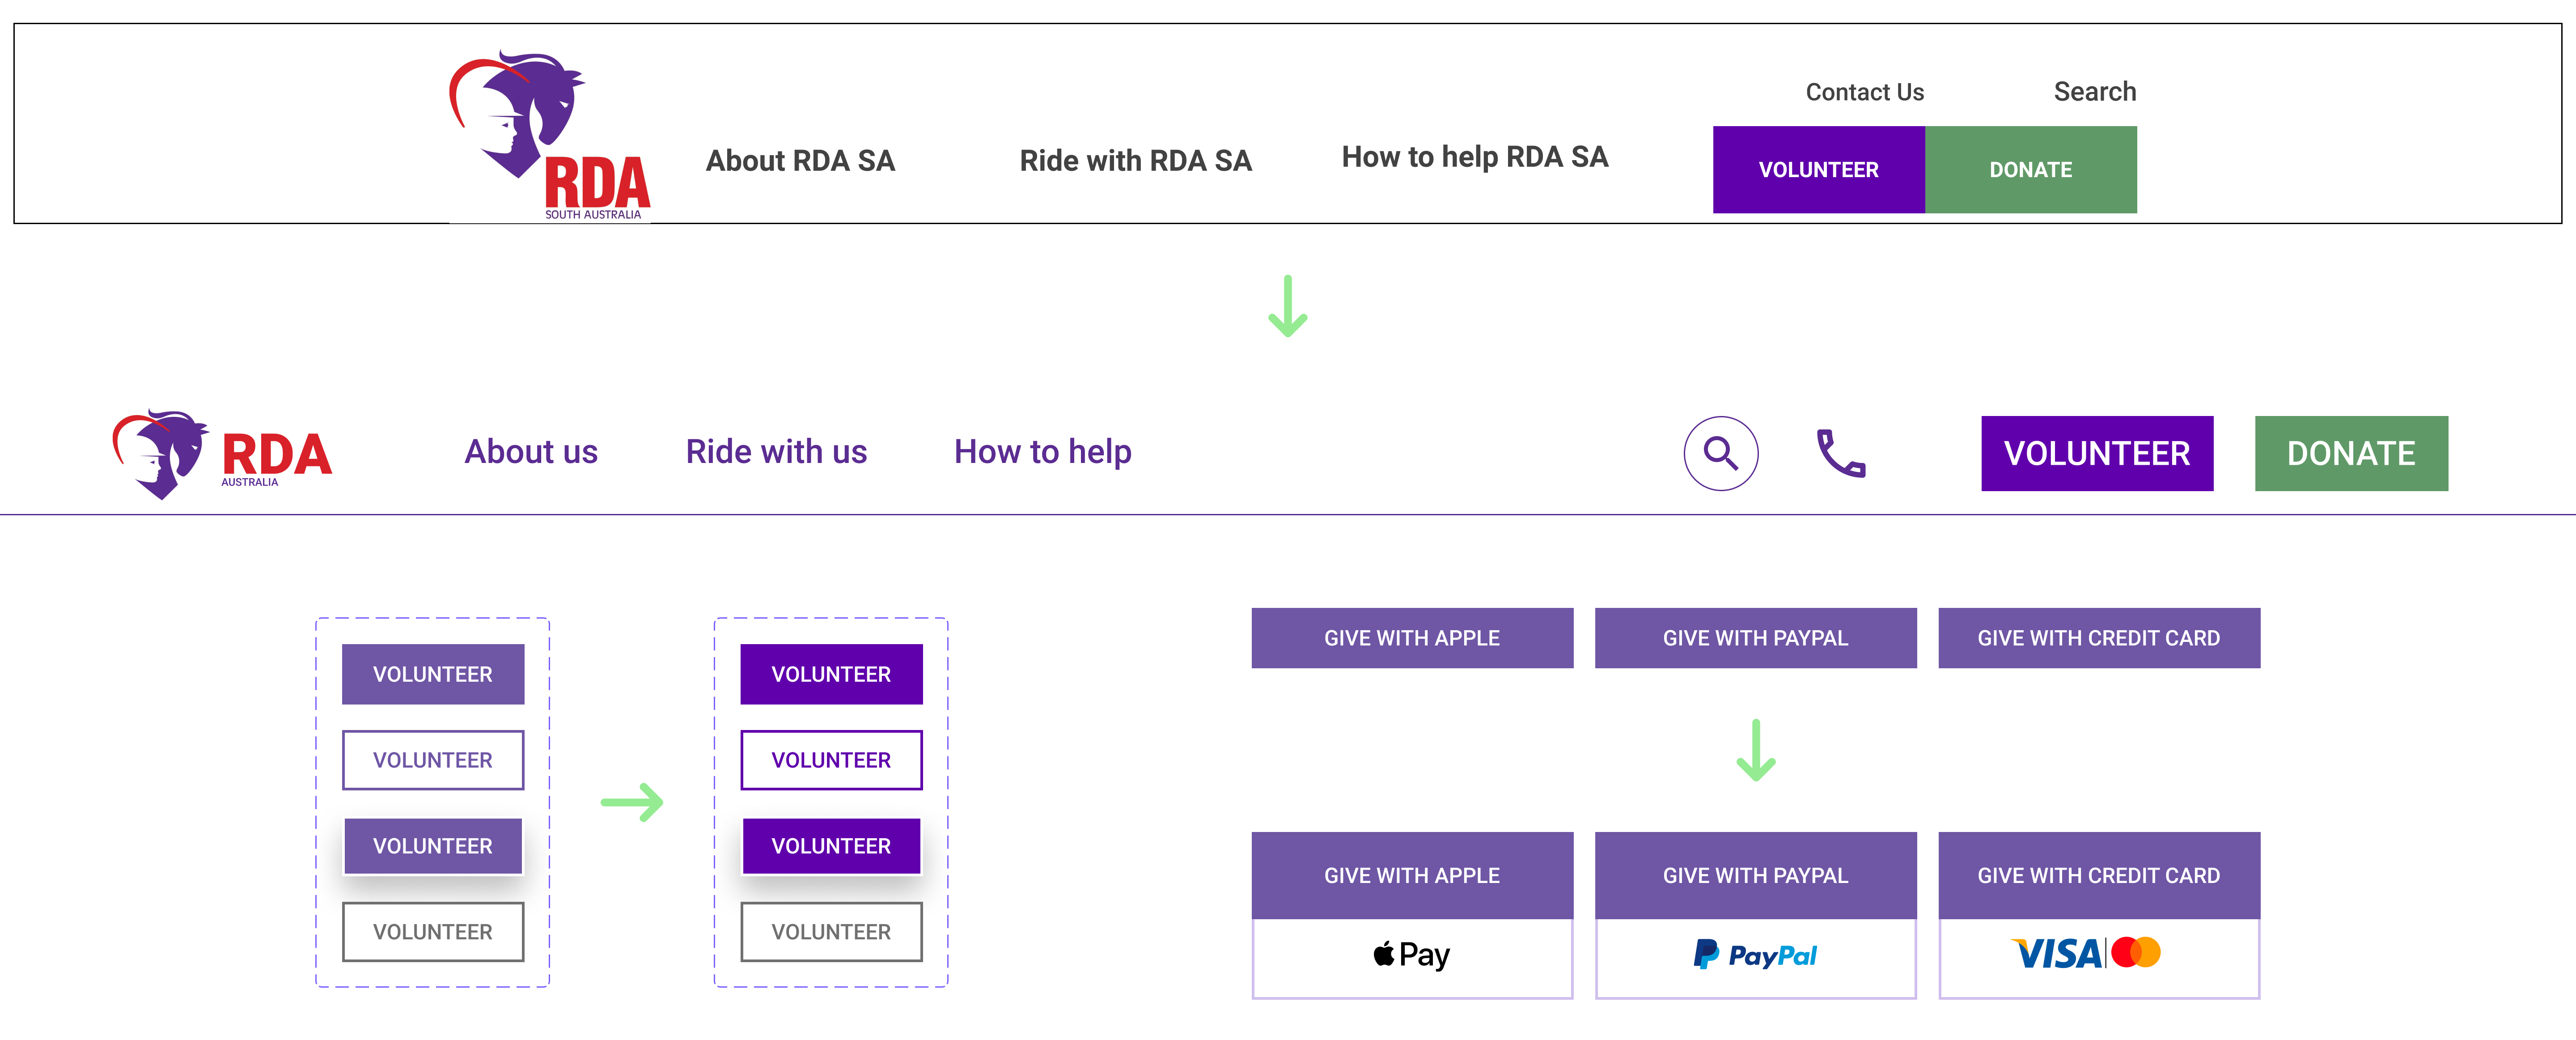 Contact Us Search
About RDA SA Ride with RDA SA How to help RDA SA
VOLUNTEER DONATE
RDA
SOUTH AUSTRALIA
RDA
AUSTRALIA
About us Ride with us How to help
VOLUNTEER DONATE
VOLUNTEER
VOLUNTEER
VOLUNTEER
VOLUNTEER
VOLUNTEER
VOLUNTEER
VOLUNTEER
VOLUNTEER
GIVE WITH APPLE GIVE WITH PAYPAL GIVE WITH CREDIT CARD
GIVE WITH APPLE GIVE WITH PAYPAL GIVE WITH CREDIT CARD
Pay PayPal VISA